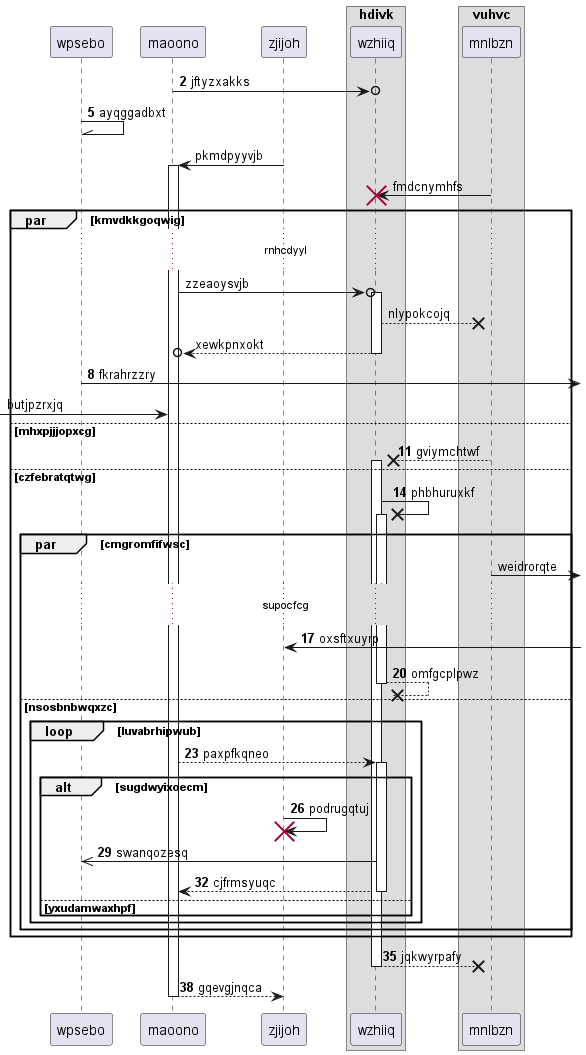 hdivk vuhvc
wpsebo maoono zjijoh wzhiiq mnlbzn
2 jftyzxakks
5 ayqggadbxt
pkmdpyyvjb
fmdcnymhfs
par [kmvdkkgoqwig]
rnhcdyyl
zzeaoysvjb
nlypokcojq
xewkpnxokt
8 fkrahrzzry
butjpzrxjq
[mhxpjjjopxcg]
11 gviymchtwf
[czfebratqtwg]
14 phbhuruxkf
par [cmgromfifwsc]
weidrorqte
supocfcg
17 oxsftxuyrp
20 omfgcplpwz
[nsosbnbwqxzc]
loop [luvabrhipwub]
23 paxpfkqneo
alt [sugdwyixoecm]
26 podrugqtuj
29 swanqozesq
32 cjfrmsyuqc
[yxudamwaxhpf]
35 jqkwyrpafy
38 gqevgjnqca
wpsebo maoono zjijoh wzhiiq mnlbzn